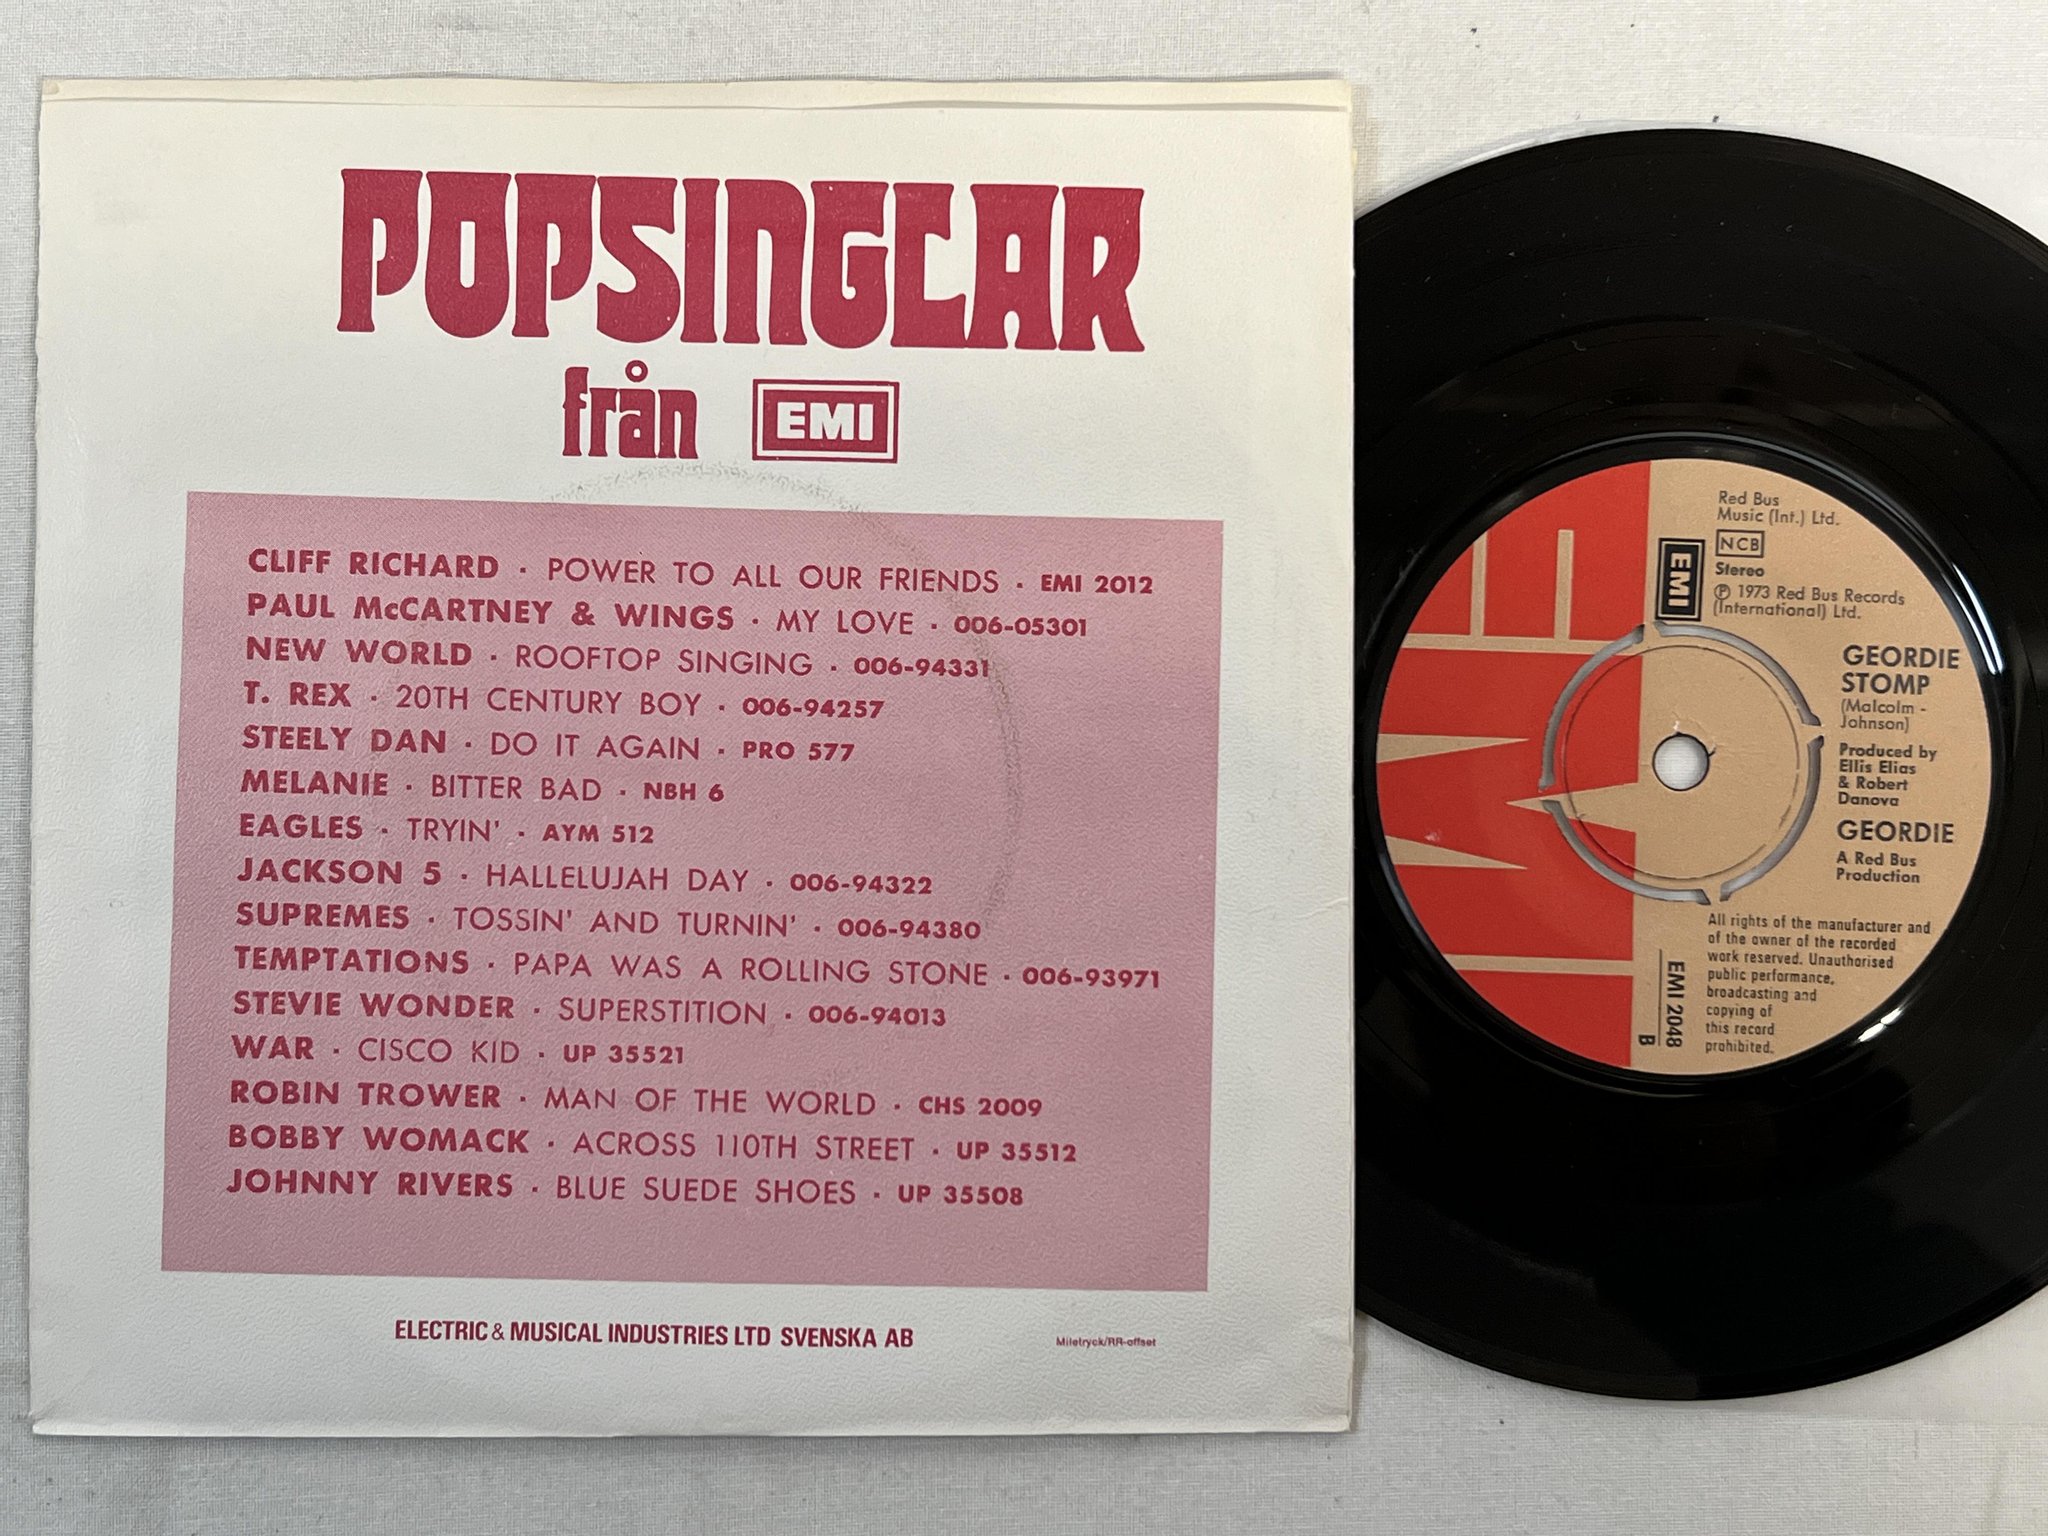 POPSINGLAR
från EMI
CLIFF RICHARD · POWER TO ALL OUR FRIENDS · EMI 2012
PAUL McCARTNEY & WINGS · MY LOVE · 006-05301
NEW WORLD · ROOFTOP SINGING · 006-94331
T. REX · 20TH CENTURY BOY · 006-94257
STEELY DAN · DO IT AGAIN · PRO 577
MELANIE · BITTER BAD · NBH 6
EAGLES · TRYIN' · AYM 512
JACKSON 5 · HALLELUJAH DAY · 006-94322
SUPREMES · TOSSIN' AND TURNIN' · 006-94380
TEMPTATIONS · PAPA WAS A ROLLING STONE · 006-93971
STEVIE WONDER · SUPERSTITION · 006-94013
WAR · CISCO KID · UP 35521
ROBIN TROWER · MAN OF THE WORLD · CHS 2009
BOBBY WOMACK · ACROSS 110TH STREET · UP 35512
JOHNNY RIVERS · BLUE SUEDE SHOES · UP 35508
ELECTRIC & MUSICAL INDUSTRIES LTD SVENSKA AB
Miletryck/RR-offset
EMI
Red Bus
Music (Int.) Ltd.
NCB
Stereo
℗ 1973 Red Bus Records
(International) Ltd.
EMI
GEORDIE
STOMP
(Malcolm -
Johnson)
Produced by
Ellis Elias
& Robert
Danova
GEORDIE
A Red Bus
Production
All rights of the manufacturer and
of the owner of the recorded
work reserved. Unauthorised
public performance,
broadcasting and
copying of
this record
prohibited.
EMI 2048
B